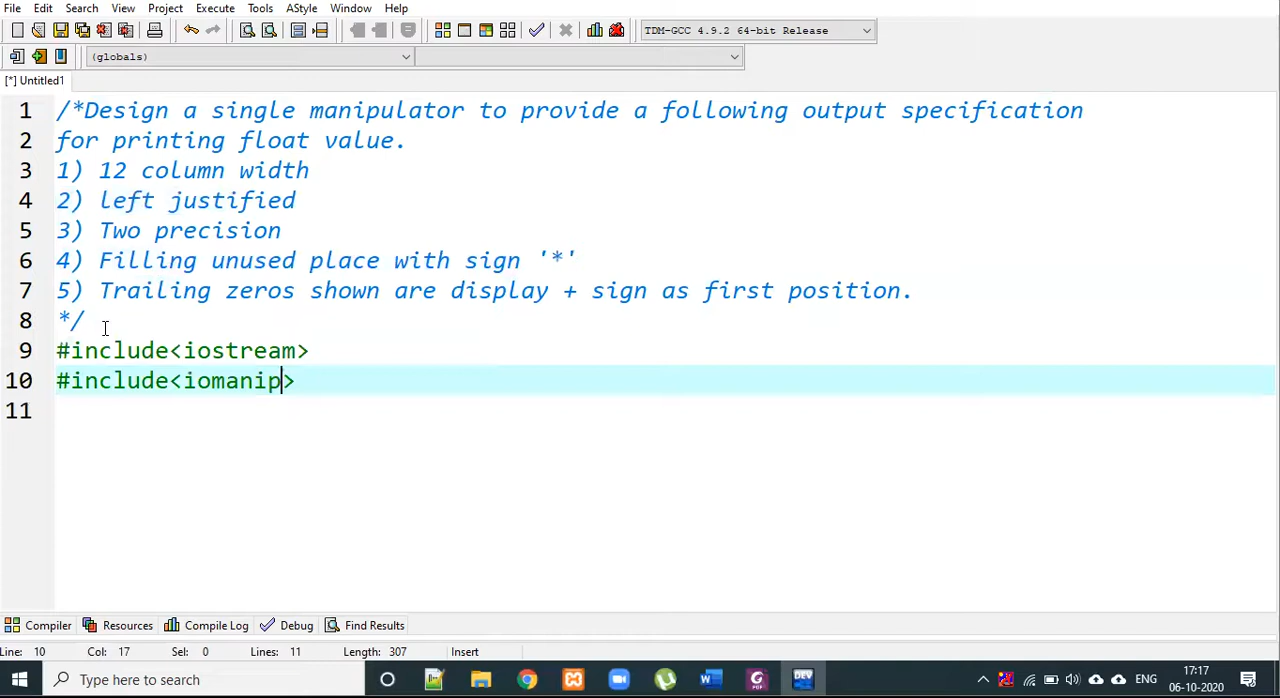 File Edit Search View Project Execute Tools AStyle Window Help
TDM-GCC 4.9.2 64-bit Release
(globals)
[*] Untitled1
1 /*Design a single manipulator to provide a following output specification
2 for printing float value.
3 1) 12 column width
4 2) left justified
5 3) Two precision
6 4) Filling unused place with sign '*'
7 5) Trailing zeros shown are display + sign as first position.
8 */
9 #include<iostream>
10 #include<iomanip>
11
Compiler Resources Compile Log Debug Find Results
Line: 10 Col: 17 Sel: 0 Lines: 11 Length: 307 Insert
Type here to search
DEV
ENG
17:17
06-10-2020